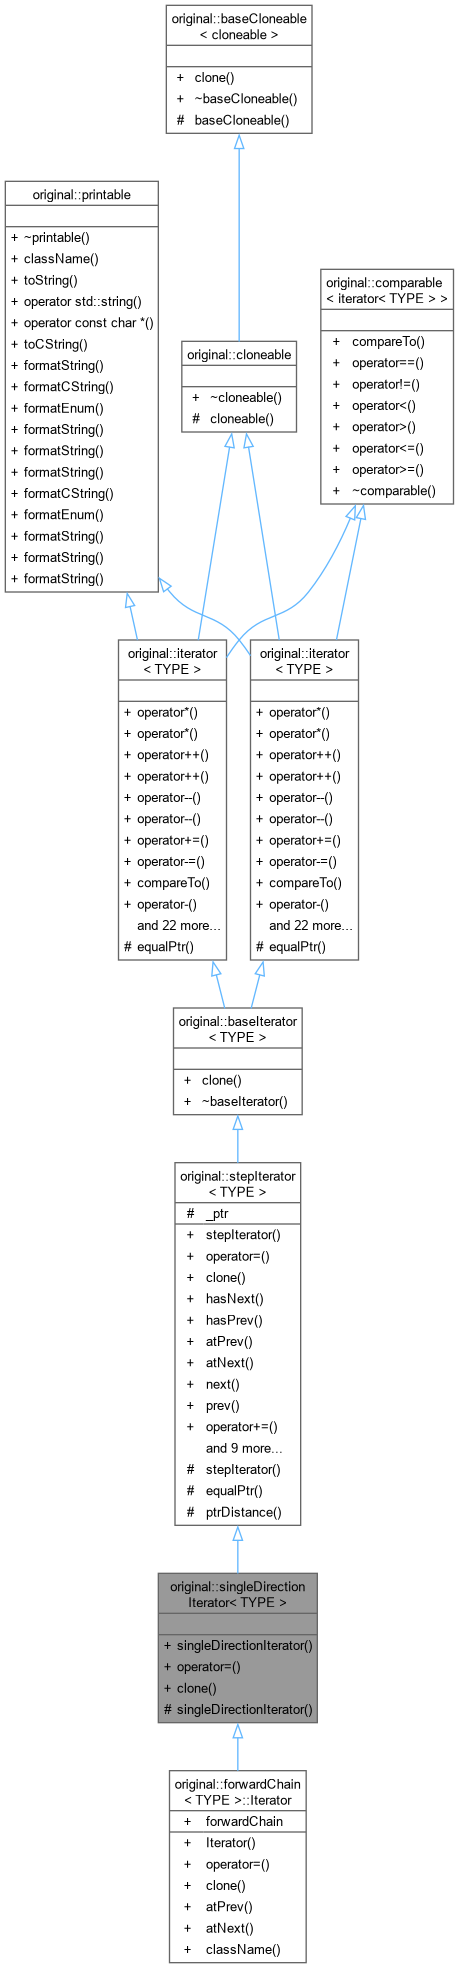 original::baseCloneable
< cloneable >
+ clone()
+ ~baseCloneable()
# baseCloneable()
original::printable
+ ~printable()
+ className()
+ toString()
+ operator std::string()
+ operator const char *()
+ toCString()
+ formatString()
+ formatCString()
+ formatEnum()
+ formatString()
+ formatString()
+ formatString()
+ formatCString()
+ formatEnum()
+ formatString()
+ formatString()
+ formatString()
original::cloneable
+ ~cloneable()
# cloneable()
original::comparable
< iterator< TYPE > >
+ compareTo()
+ operator==()
+ operator!=()
+ operator<()
+ operator>()
+ operator<=()
+ operator>=()
+ ~comparable()
original::iterator
< TYPE >
+ operator*()
+ operator*()
+ operator++()
+ operator++()
+ operator--()
+ operator--()
+ operator+=()
+ operator-=()
+ compareTo()
+ operator-()
and 22 more...
# equalPtr()
original::iterator
< TYPE >
+ operator*()
+ operator*()
+ operator++()
+ operator++()
+ operator--()
+ operator--()
+ operator+=()
+ operator-=()
+ compareTo()
+ operator-()
and 22 more...
# equalPtr()
original::baseIterator
< TYPE >
+ clone()
+ ~baseIterator()
original::stepIterator
< TYPE >
# _ptr
+ stepIterator()
+ operator=()
+ clone()
+ hasNext()
+ hasPrev()
+ atPrev()
+ atNext()
+ next()
+ prev()
+ operator+=()
and 9 more...
# stepIterator()
# equalPtr()
# ptrDistance()
original::singleDirection
Iterator< TYPE >
+ singleDirectionIterator()
+ operator=()
+ clone()
# singleDirectionIterator()
original::forwardChain
< TYPE >::Iterator
+ forwardChain
+ Iterator()
+ operator=()
+ clone()
+ atPrev()
+ atNext()
+ className()